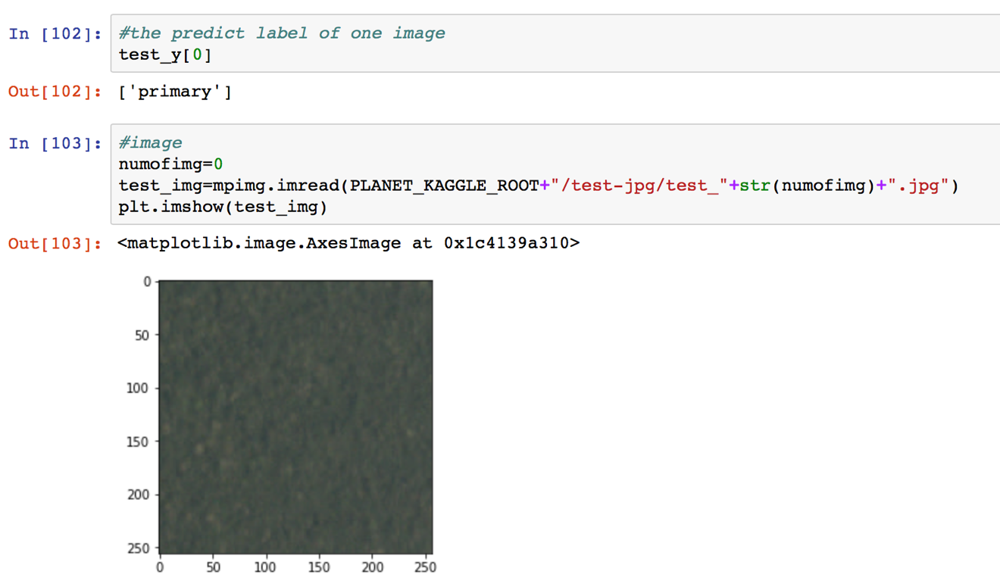 In [102]: #the predict label of one image
test_y[0]
Out[102]: ['primary']
In [103]: #image
numofimg=0
test_img=mpimg.imread(PLANET_KAGGLE_ROOT+"/test-jpg/test_"+str(numofimg)+".jpg")
plt.imshow(test_img)
Out[103]: <matplotlib.image.AxesImage at 0x1c4139a310>
0
50
100
150
200
250
0 50 100 150 200 250